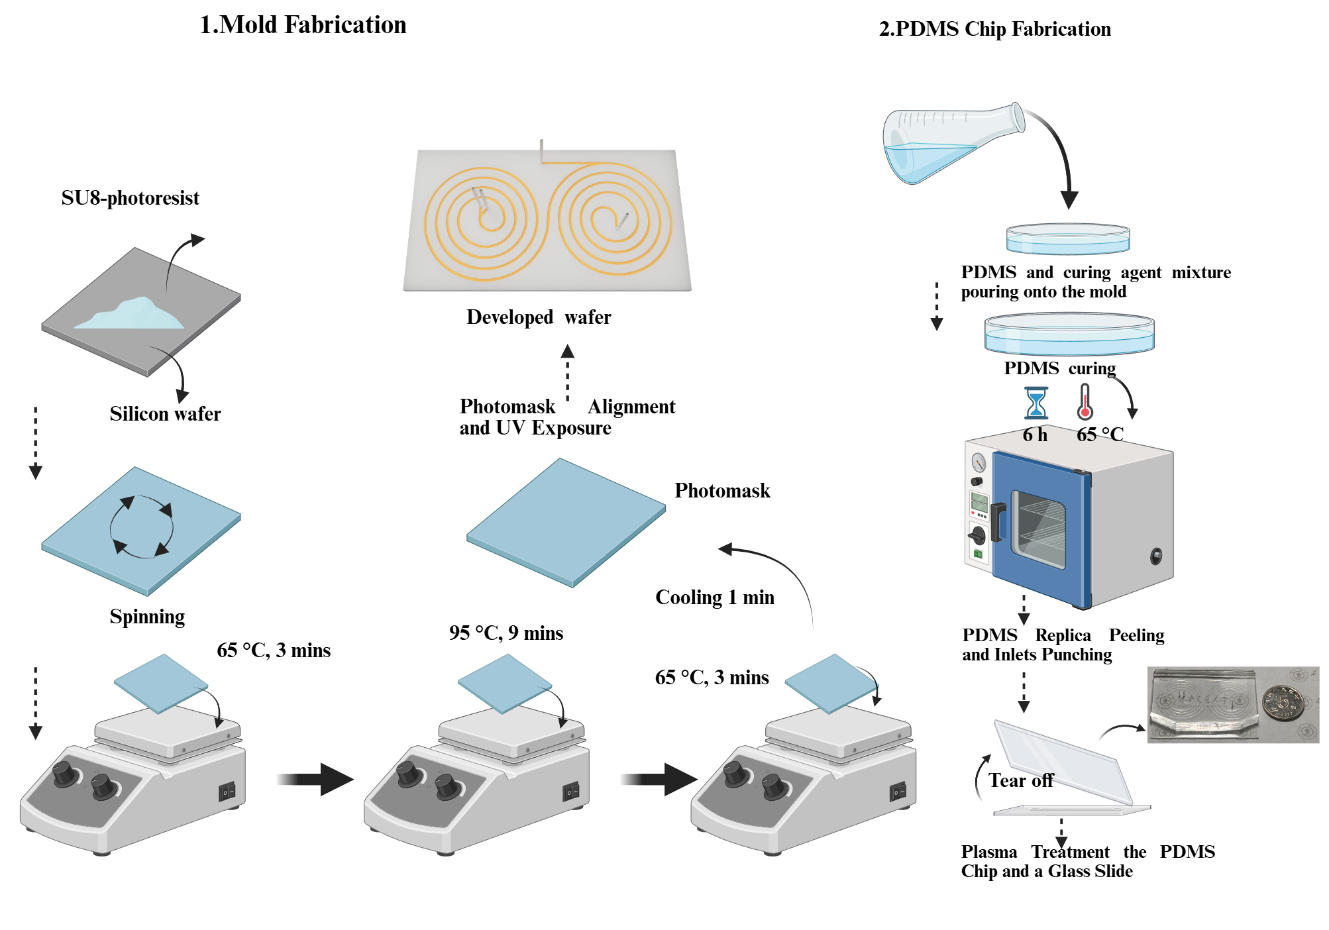 1.Mold Fabrication
SU8-photoresist
Silicon wafer
Spinning
65 °C, 3 mins
95 °C, 9 mins
65 °C, 3 mins
Cooling 1 min
Photomask
Photomask Alignment
and UV Exposure
Developed wafer
2.PDMS Chip Fabrication
PDMS and curing agent mixture
pouring onto the mold
PDMS curing
6 h
65 °C
PDMS Replica Peeling
and Inlets Punching
Tear off
Plasma Treatment the PDMS
Chip and a Glass Slide